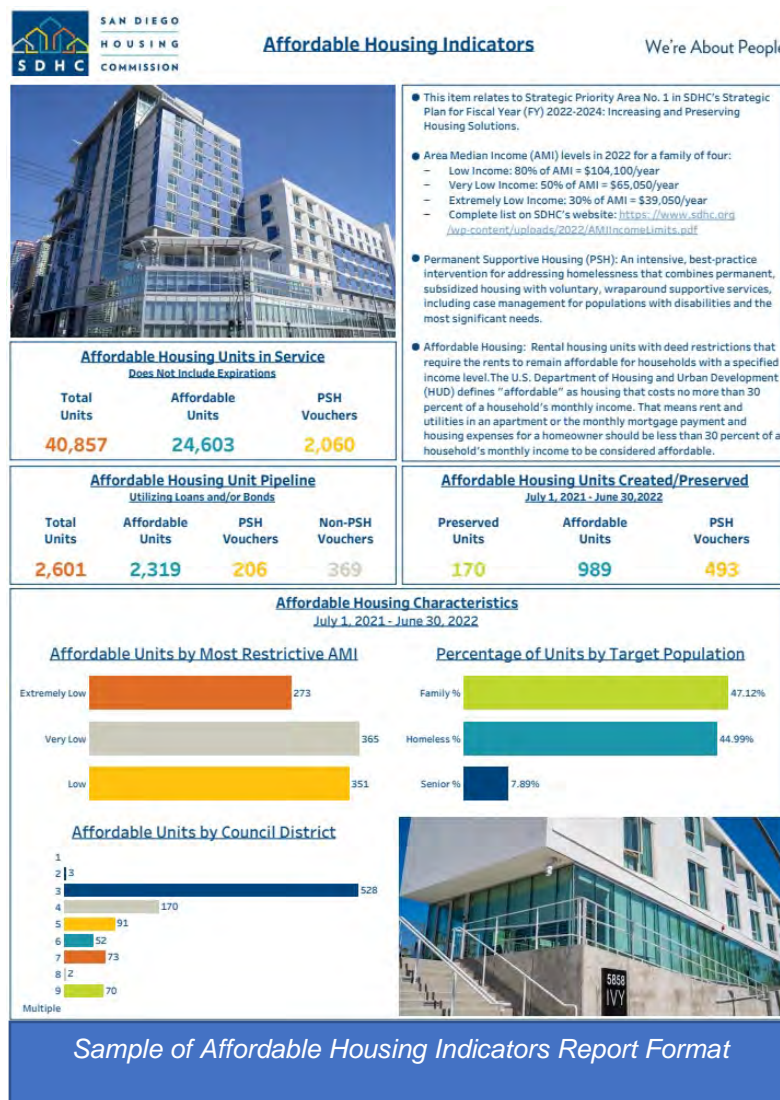 SAN DIEGO
HOUSING
COMMISSION
SDHC
Affordable Housing Indicators
We're About People
● This item relates to Strategic Priority Area No. 1 in SDHC's Strategic
Plan for Fiscal Year (FY) 2022-2024: Increasing and Preserving
Housing Solutions.
● Area Median Income (AMI) levels in 2022 for a family of four:
– Low Income: 80% of AMI = $104,100/year
– Very Low Income: 50% of AMI = $65,050/year
– Extremely Low Income: 30% of AMI = $39,050/year
– Complete list on SDHC's website: https://www.sdhc.org
/wp-content/uploads/2022/AMIIncomeLimits.pdf
● Permanent Supportive Housing (PSH): An intensive, best-practice
intervention for addressing homelessness that combines permanent,
subsidized housing with voluntary, wraparound supportive services,
including case management for populations with disabilities and the
most significant needs.
● Affordable Housing: Rental housing units with deed restrictions that
require the rents to remain affordable for households with a specified
income level.The U.S. Department of Housing and Urban Development
(HUD) defines "affordable" as housing that costs no more than 30
percent of a household's monthly income. That means rent and
utilities in an apartment or the monthly mortgage payment and
housing expenses for a homeowner should be less than 30 percent of a
household's monthly income to be considered affordable.
Affordable Housing Units in Service
Does Not Include Expirations
Total Units
Affordable Units
PSH Vouchers
40,857
24,603
2,060
Affordable Housing Unit Pipeline
Utilizing Loans and/or Bonds
Total Units
Affordable Units
PSH Vouchers
Non-PSH Vouchers
2,601
2,319
206
369
Affordable Housing Units Created/Preserved
July 1, 2021 - June 30,2022
Preserved Units
Affordable Units
PSH Vouchers
170
989
493
Affordable Housing Characteristics
July 1, 2021 - June 30, 2022
Affordable Units by Most Restrictive AMI
Extremely Low 273
Very Low 365
Low 351
Percentage of Units by Target Population
Family % 47.12%
Homeless % 44.99%
Senior % 7.89%
Affordable Units by Council District
1
2 3
3 528
4 170
5 91
6 52
7 73
8 2
9 70
Multiple
5858
IVY
Sample of Affordable Housing Indicators Report Format